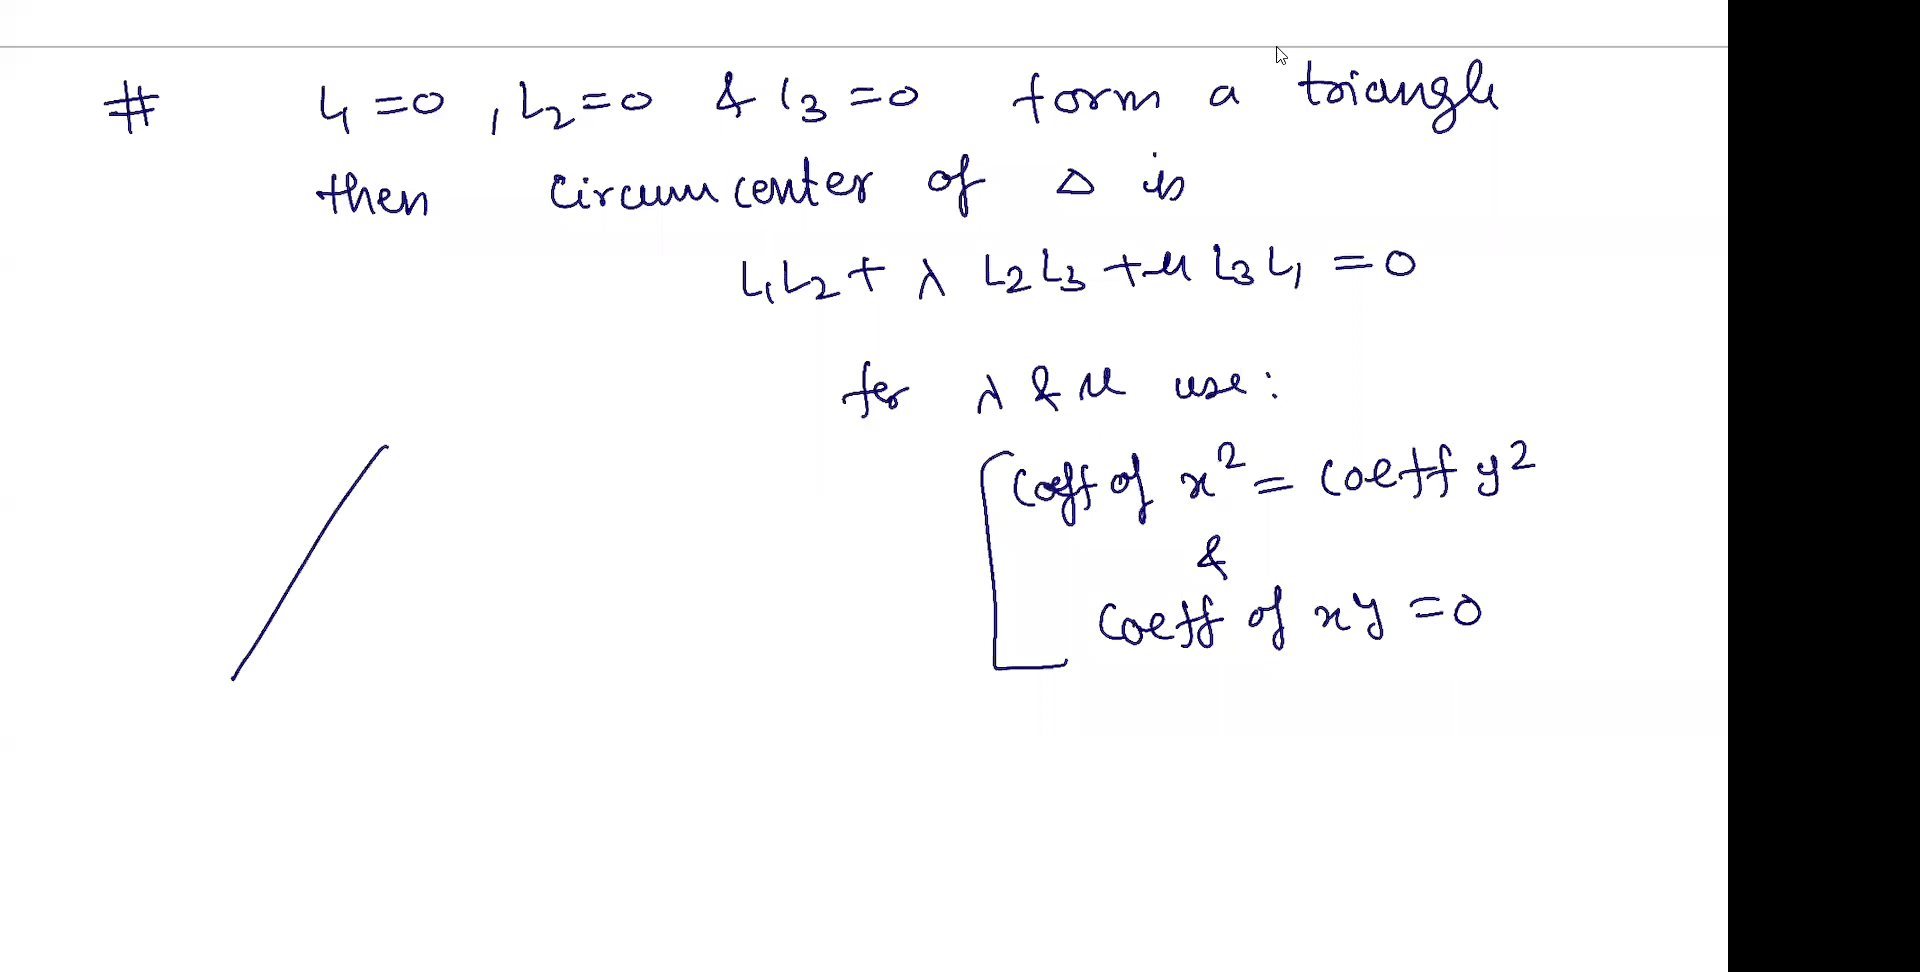 # L1 =0 , L2 =0 & L3 =0 form a triangle
then circumcenter of Δ is
L1L2 + λ L2L3 + μ L3L1 = 0
for λ & μ use :
Coeff of x² = Coeff y²
&
Coeff of xy = 0